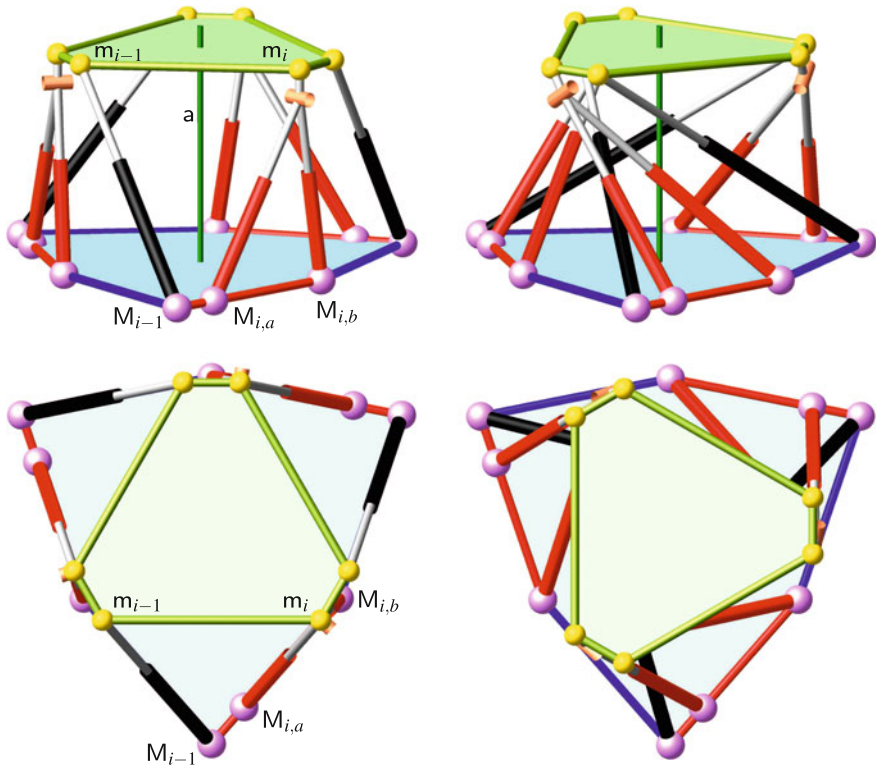 m_{i−1} m_i
a
M_{i−1} M_{i,a} M_{i,b}
m_{i−1} m_i M_{i,b}
M_{i,a}
M_{i−1}